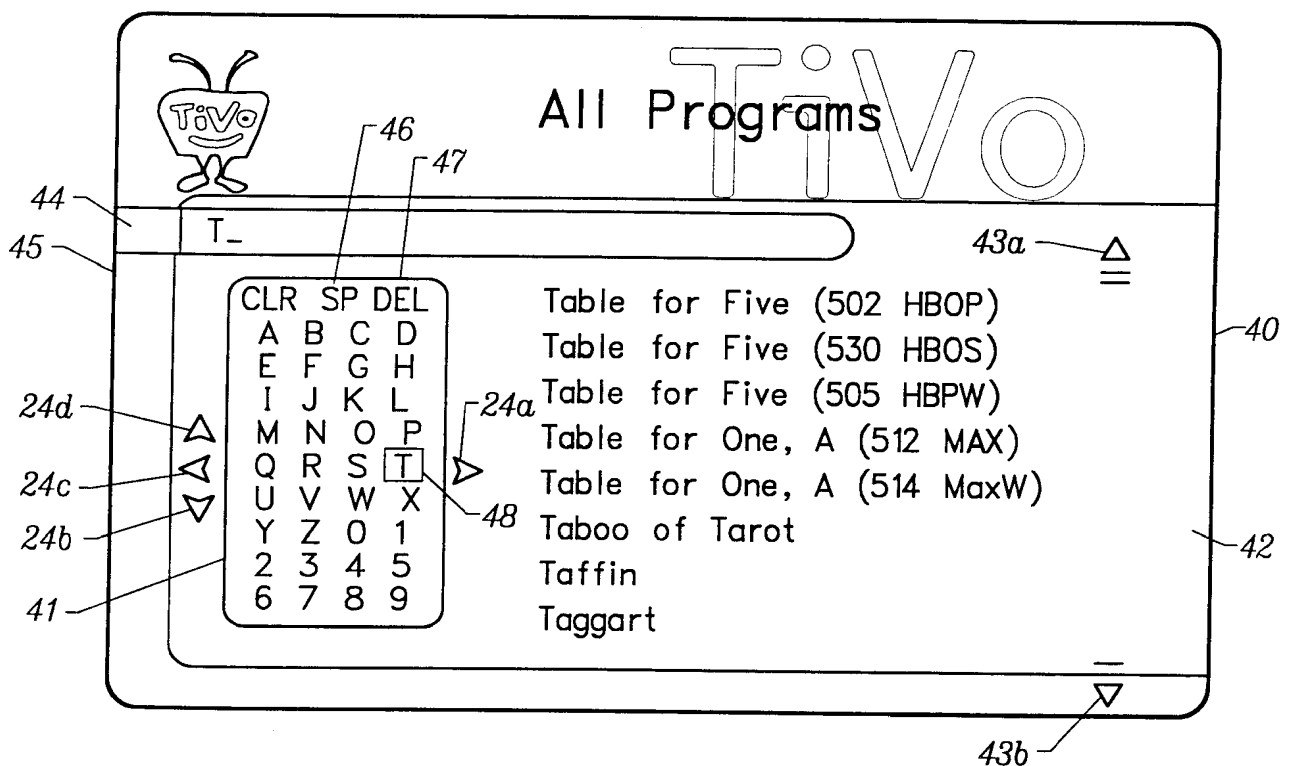 TiVo
TiVo
All Programs
46
47
44
45
T_
43a
CLR SP DEL
A B C D
E F G H
I J K L
M N O P
Q R S T
U V W X
Y Z 0 1
2 3 4 5
6 7 8 9
Table for Five (502 HBOP)
Table for Five (530 HBOS)
Table for Five (505 HBPW)
Table for One, A (512 MAX)
Table for One, A (514 MaxW)
Taboo of Tarot
Taffin
Taggart
40
24d
24a
24c
24b
48
42
41
43b